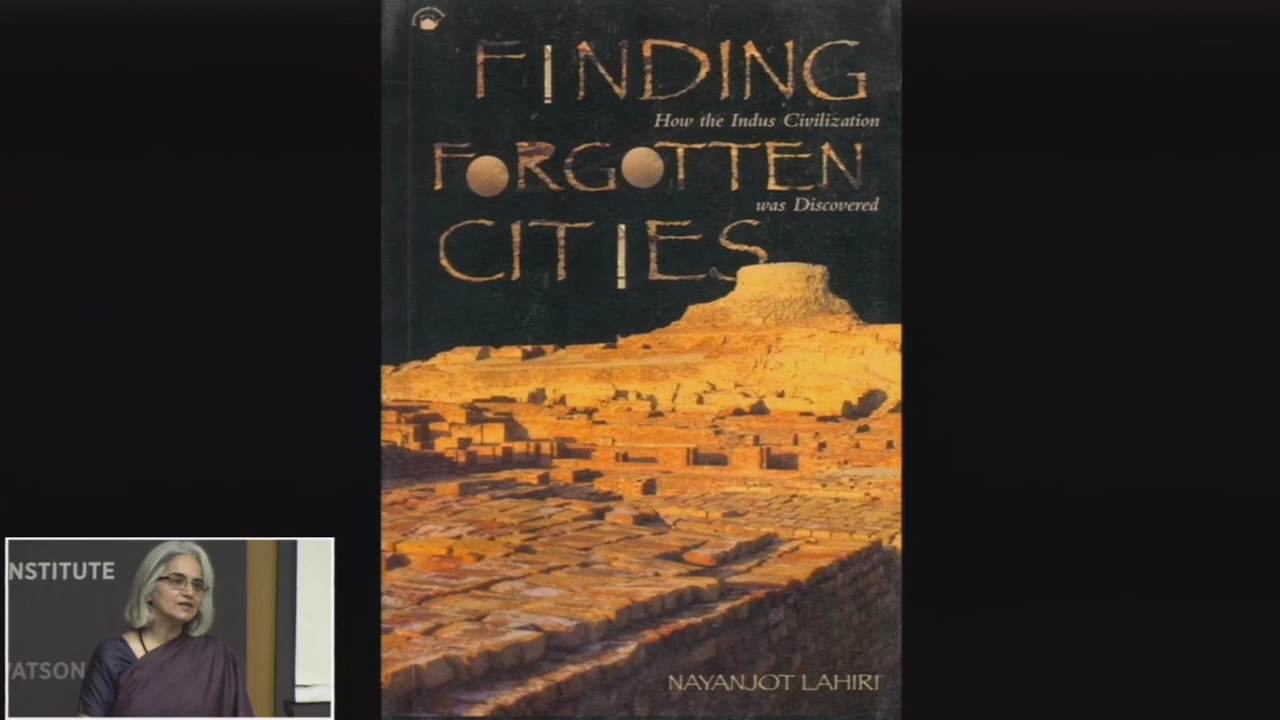 FINDING
How the Indus Civilization
FORGOTTEN
was Discovered
CITIES
NAYANJOT LAHIRI
NSTITUTE
ATSON